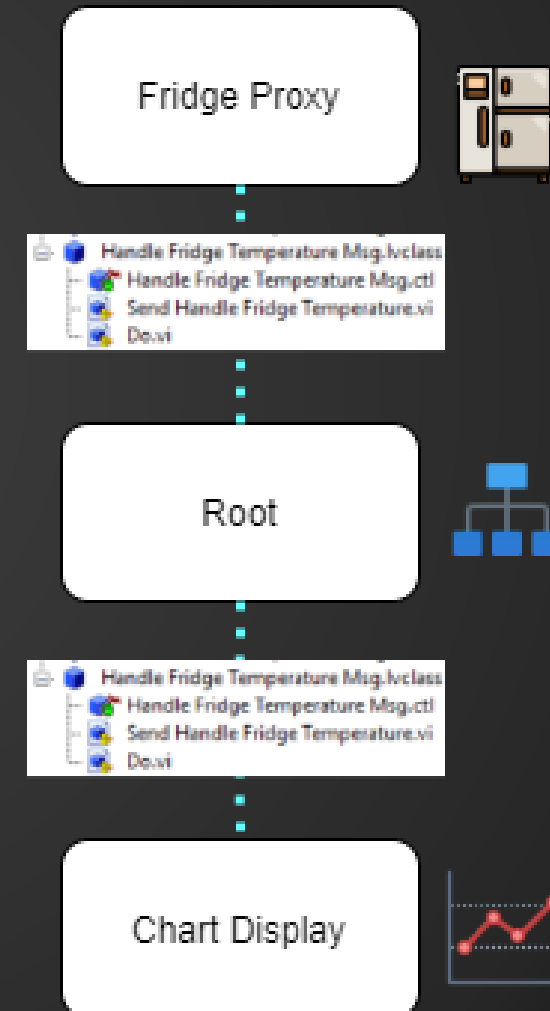 Fridge Proxy
Handle Fridge Temperature Msg.lvclass
Handle Fridge Temperature Msg.ctl
Send Handle Fridge Temperature.vi
Do.vi
Root
Handle Fridge Temperature Msg.lvclass
Handle Fridge Temperature Msg.ctl
Send Handle Fridge Temperature.vi
Do.vi
Chart Display